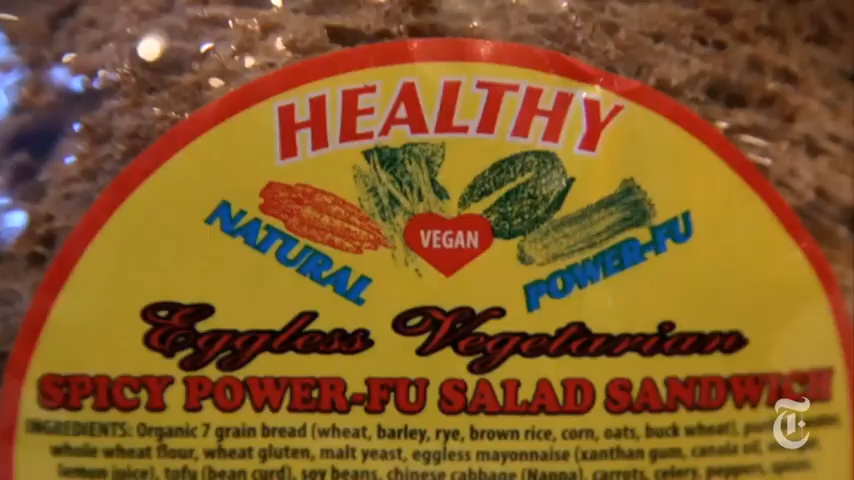 HEALTHY
NATURAL
VEGAN
POWER-FU
Eggless Vegetarian
SPICY POWER-FU SALAD SANDWICH
INGREDIENTS: Organic 7 grain bread (wheat, barley, rye, brown rice, corn, oats, buck wheat),
whole wheat flour, wheat gluten, malt yeast, eggless mayonnaise (xanthan gum, canola oil,
lemon juice), tofu (bean curd), soy beans, chinese cabbage (Nappa), carrots, celery, peppers,